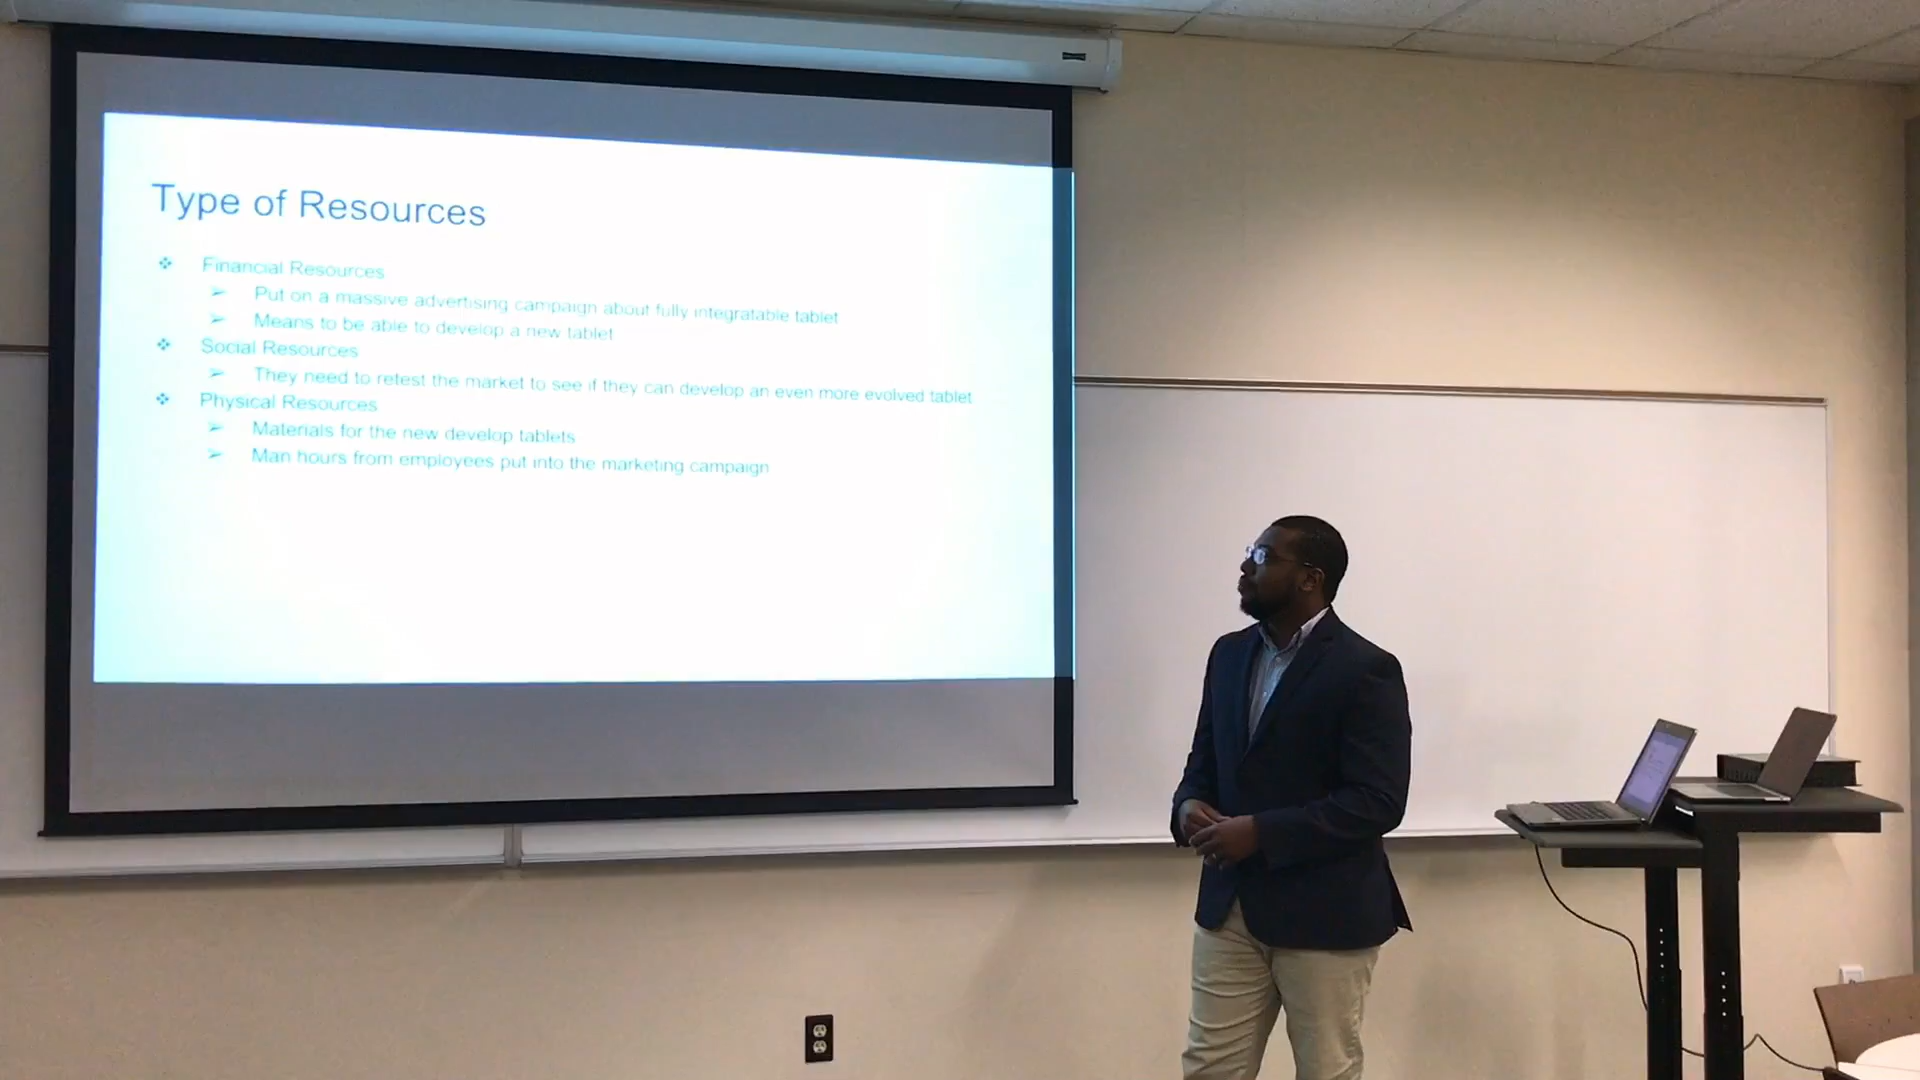 Type of Resources
Financial Resources
Put on a massive advertising campaign about fully integratable tablet
Means to be able to develop a new tablet
Social Resources
They need to retest the market to see if they can develop an even more evolved tablet
Physical Resources
Materials for the new develop tablets
Man hours from employees put into the marketing campaign